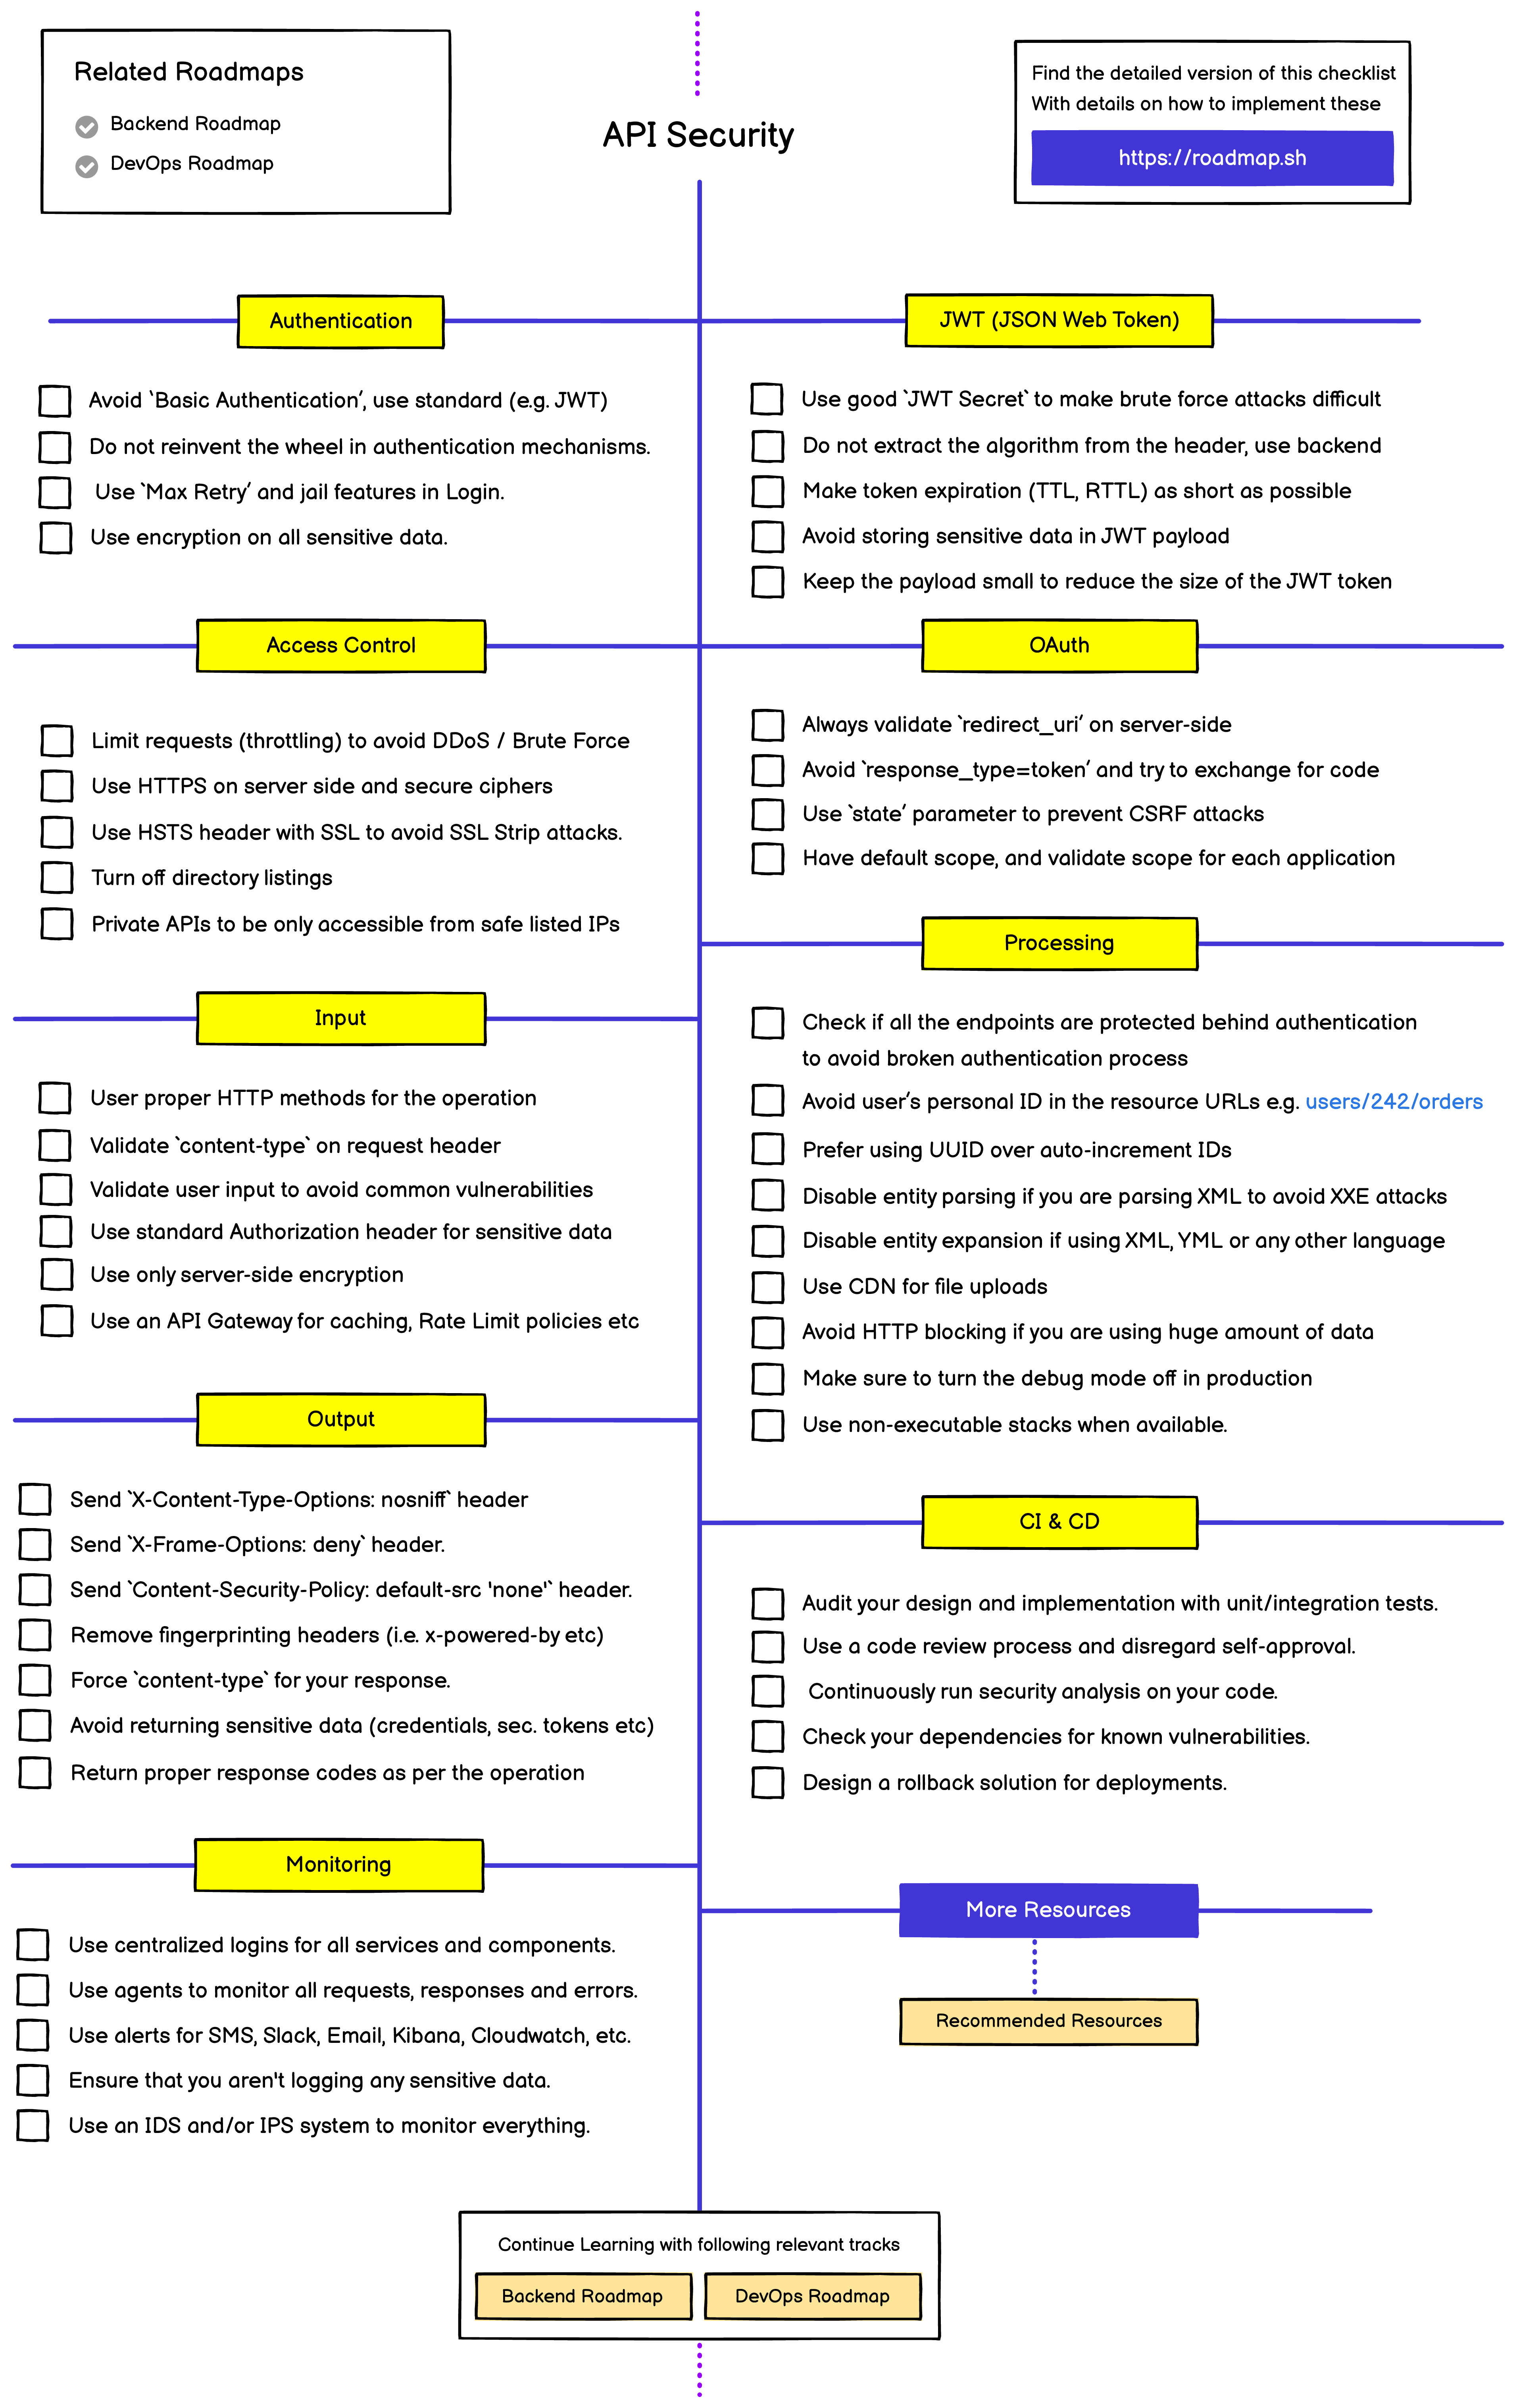 Related Roadmaps
Backend Roadmap
DevOps Roadmap
API Security
Find the detailed version of this checklist
With details on how to implement these
https://roadmap.sh
Authentication
Avoid `Basic Authentication’, use standard (e.g. JWT)
Do not reinvent the wheel in authentication mechanisms.
Use `Max Retry’ and jail features in Login.
Use encryption on all sensitive data.
JWT (JSON Web Token)
Use good `JWT Secret` to make brute force attacks difficult
Do not extract the algorithm from the header, use backend
Make token expiration (TTL, RTTL) as short as possible
Avoid storing sensitive data in JWT payload
Keep the payload small to reduce the size of the JWT token
Access Control
Limit requests (throttling) to avoid DDoS / Brute Force
Use HTTPS on server side and secure ciphers
Use HSTS header with SSL to avoid SSL Strip attacks.
Turn off directory listings
Private APIs to be only accessible from safe listed IPs
OAuth
Always validate `redirect_uri’ on server-side
Avoid `response_type=token’ and try to exchange for code
Use `state’ parameter to prevent CSRF attacks
Have default scope, and validate scope for each application
Input
User proper HTTP methods for the operation
Validate `content-type` on request header
Validate user input to avoid common vulnerabilities
Use standard Authorization header for sensitive data
Use only server-side encryption
Use an API Gateway for caching, Rate Limit policies etc
Processing
Check if all the endpoints are protected behind authentication
to avoid broken authentication process
Avoid user’s personal ID in the resource URLs e.g. users/242/orders
Prefer using UUID over auto-increment IDs
Disable entity parsing if you are parsing XML to avoid XXE attacks
Disable entity expansion if using XML, YML or any other language
Use CDN for file uploads
Avoid HTTP blocking if you are using huge amount of data
Make sure to turn the debug mode off in production
Use non-executable stacks when available.
Output
Send `X-Content-Type-Options: nosniff` header
Send `X-Frame-Options: deny` header.
Send `Content-Security-Policy: default-src 'none'` header.
Remove fingerprinting headers (i.e. x-powered-by etc)
Force `content-type` for your response.
Avoid returning sensitive data (credentials, sec. tokens etc)
Return proper response codes as per the operation
CI & CD
Audit your design and implementation with unit/integration tests.
Use a code review process and disregard self-approval.
Continuously run security analysis on your code.
Check your dependencies for known vulnerabilities.
Design a rollback solution for deployments.
Monitoring
Use centralized logins for all services and components.
Use agents to monitor all requests, responses and errors.
Use alerts for SMS, Slack, Email, Kibana, Cloudwatch, etc.
Ensure that you aren't logging any sensitive data.
Use an IDS and/or IPS system to monitor everything.
More Resources
Recommended Resources
Continue Learning with following relevant tracks
Backend Roadmap
DevOps Roadmap